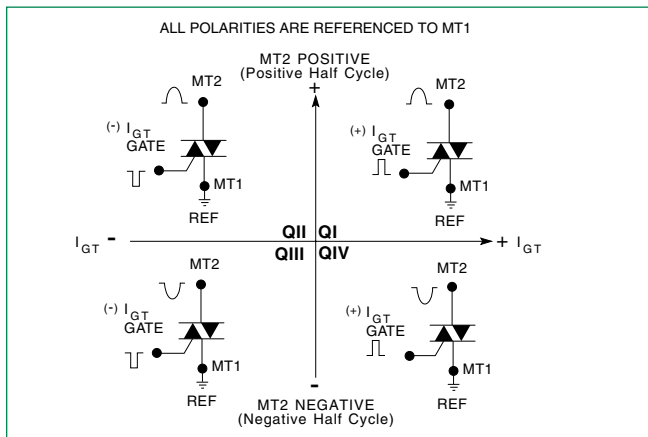 ALL POLARITIES ARE REFERENCED TO MT1
MT2 POSITIVE
(Positive Half Cycle)
+
MT2
(-) IGT
GATE
MT1
REF
MT2
(+) IGT
GATE
MT1
REF
IGT -
QII QI
QIII QIV
+ IGT
MT2
(-) IGT
GATE
MT1
REF
MT2
(+) IGT
GATE
MT1
REF
-
MT2 NEGATIVE
(Negative Half Cycle)